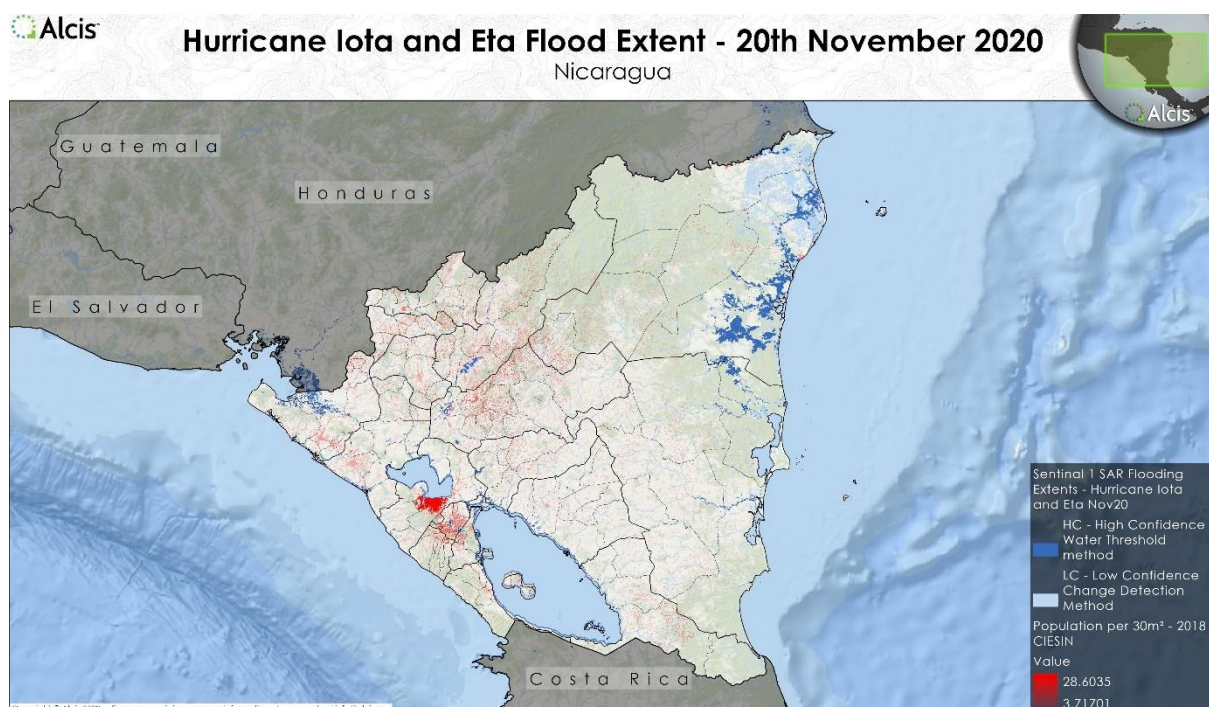 Alcis
Hurricane Iota and Eta Flood Extent - 20th November 2020
Nicaragua
Alcis
Guatemala
Honduras
El Salvador
Costa Rica
Sentinal 1 SAR Flooding
Extents - Hurricane Iota
and Eta Nov20
HC - High Confidence
Water Threshold
method
LC - Low Confidence
Change Detection
Method
Population per 30m² - 2018
CIESIN
Value
28.6035
3.71701